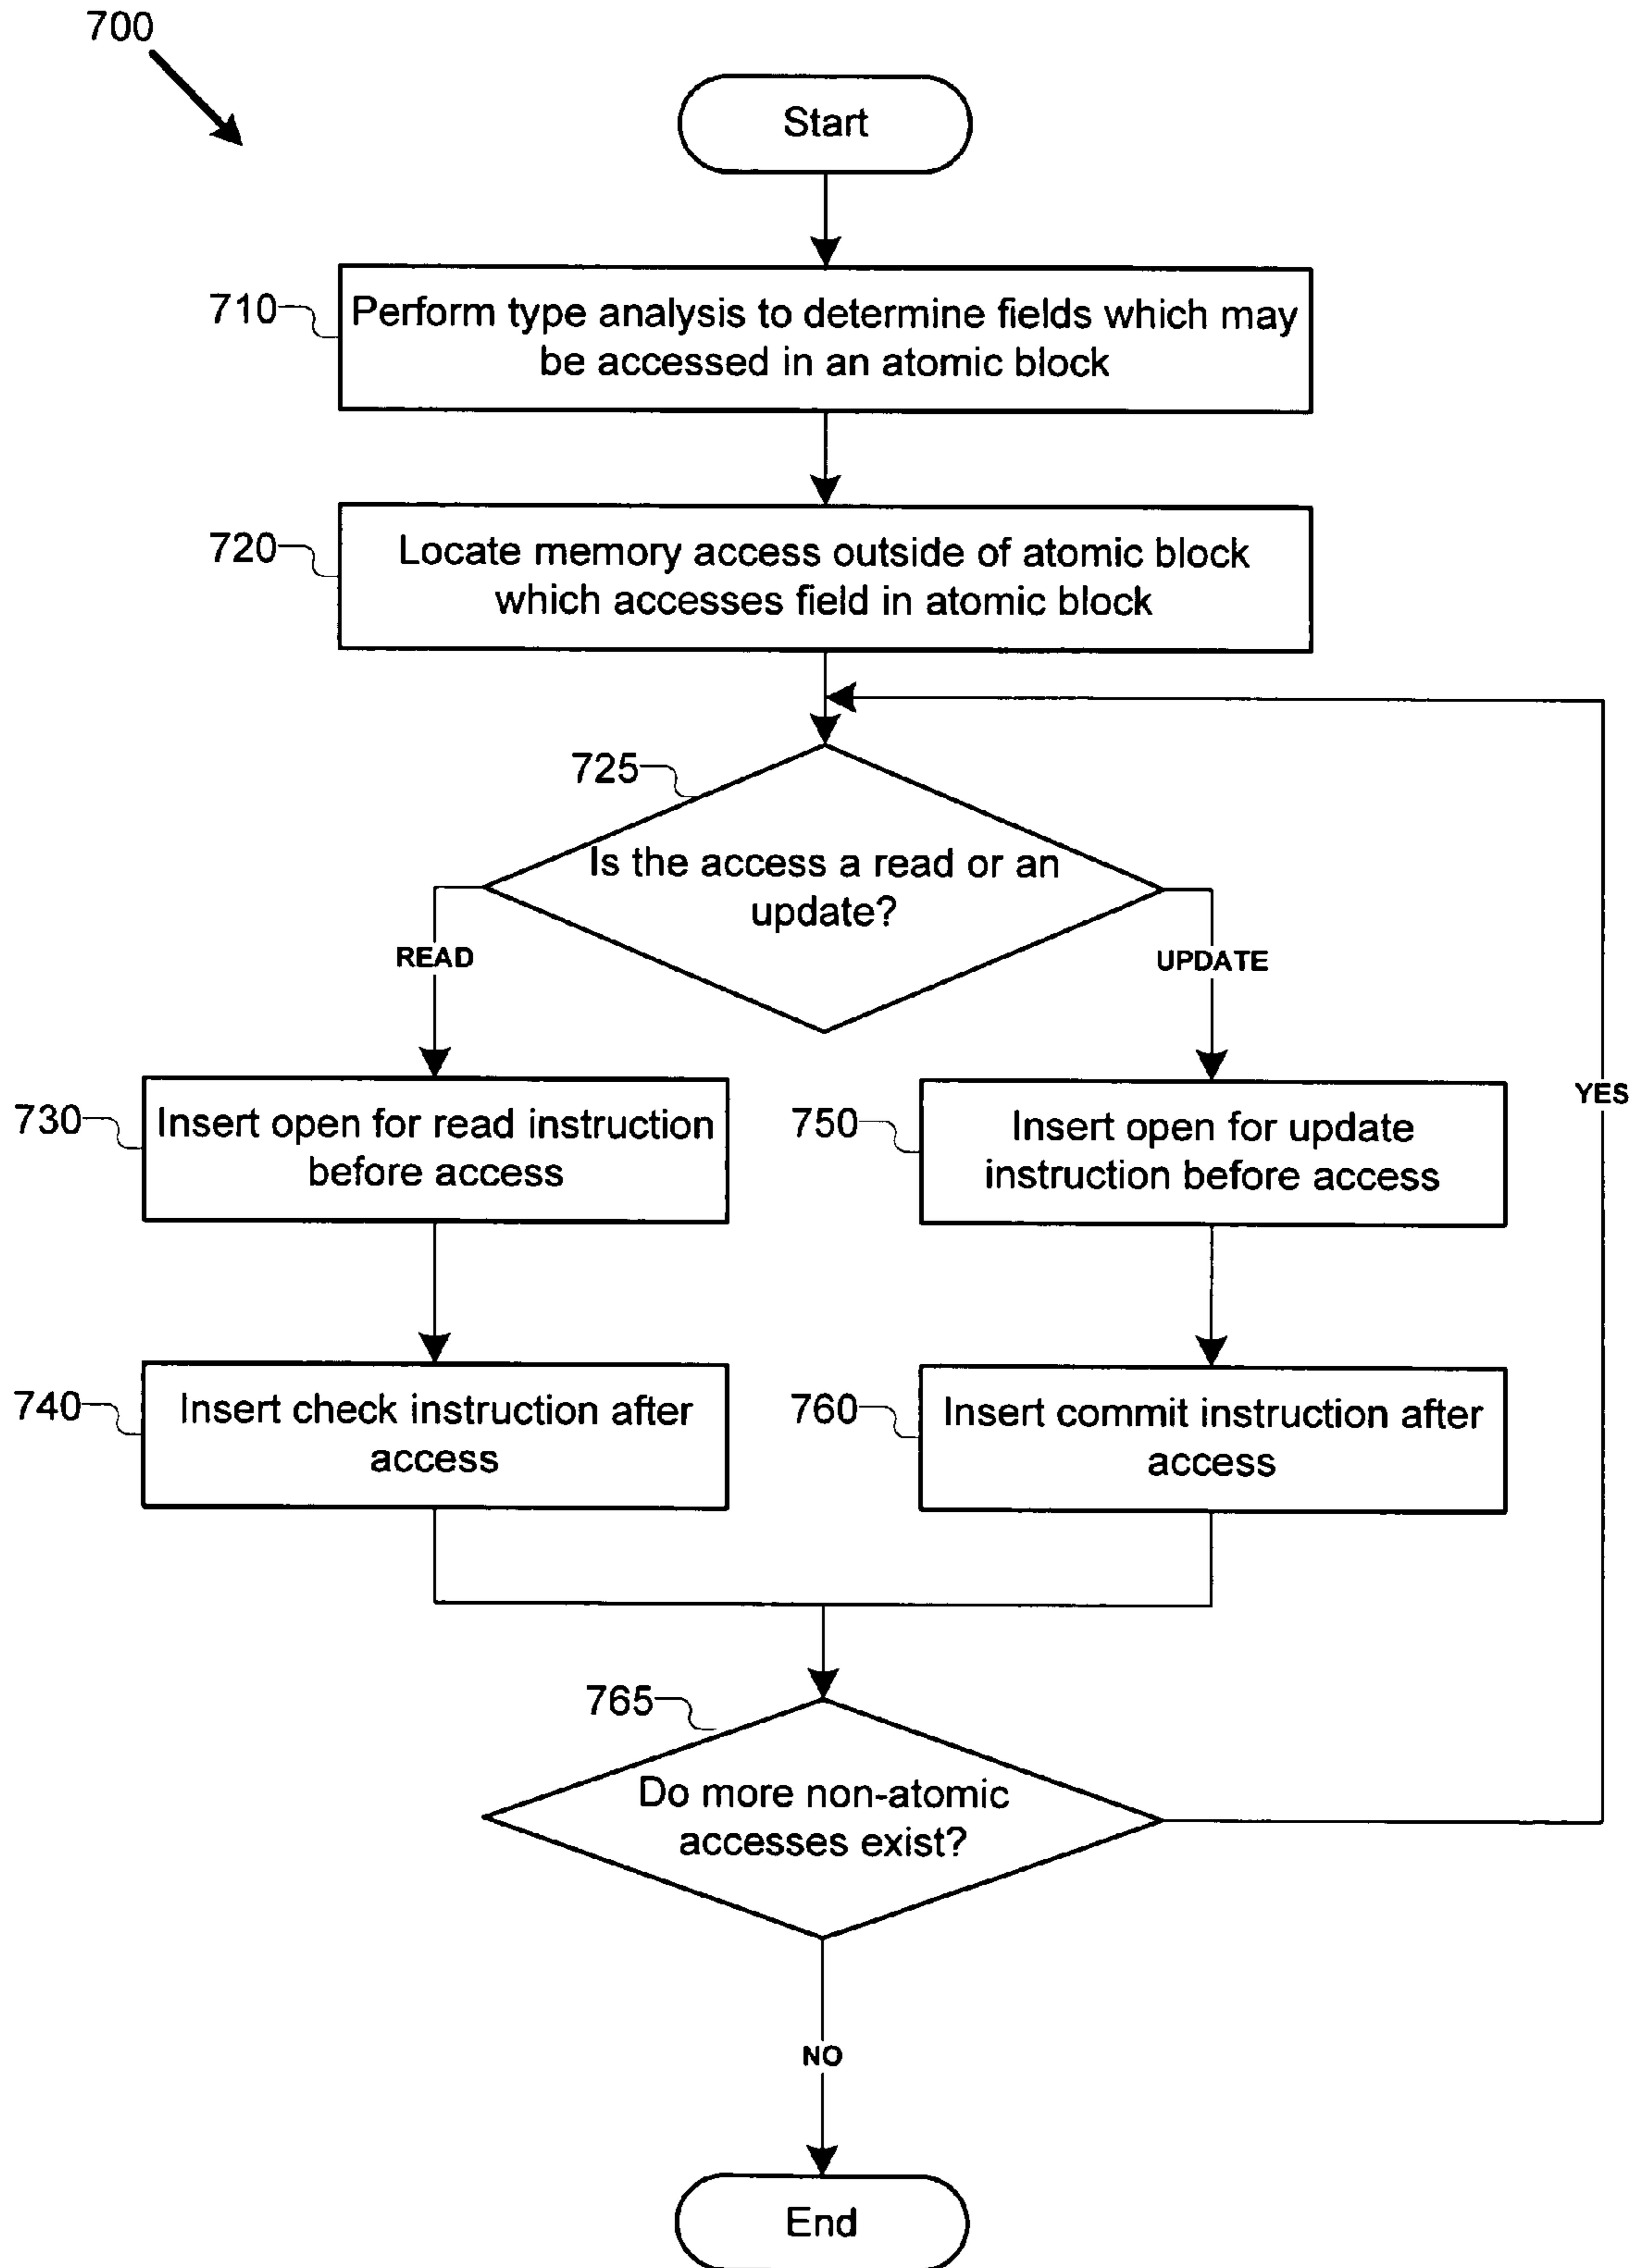 700
Start
710
Perform type analysis to determine fields which may
be accessed in an atomic block
720
Locate memory access outside of atomic block
which accesses field in atomic block
725
Is the access a read or an
update?
READ
UPDATE
YES
730
Insert open for read instruction
before access
750
Insert open for update
instruction before access
740
Insert check instruction after
access
760
Insert commit instruction after
access
765
Do more non-atomic
accesses exist?
NO
End